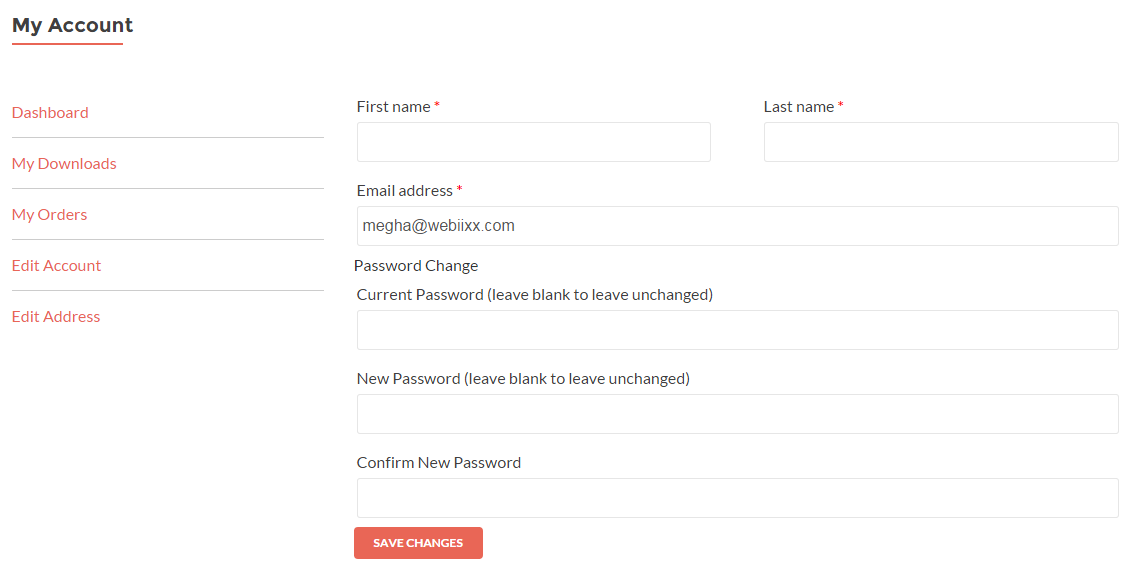 My Account
Dashboard
My Downloads
My Orders
Edit Account
Edit Address
First name *
Last name *
Email address *
megha@webiixx.com
Password Change
Current Password (leave blank to leave unchanged)
New Password (leave blank to leave unchanged)
Confirm New Password
SAVE CHANGES